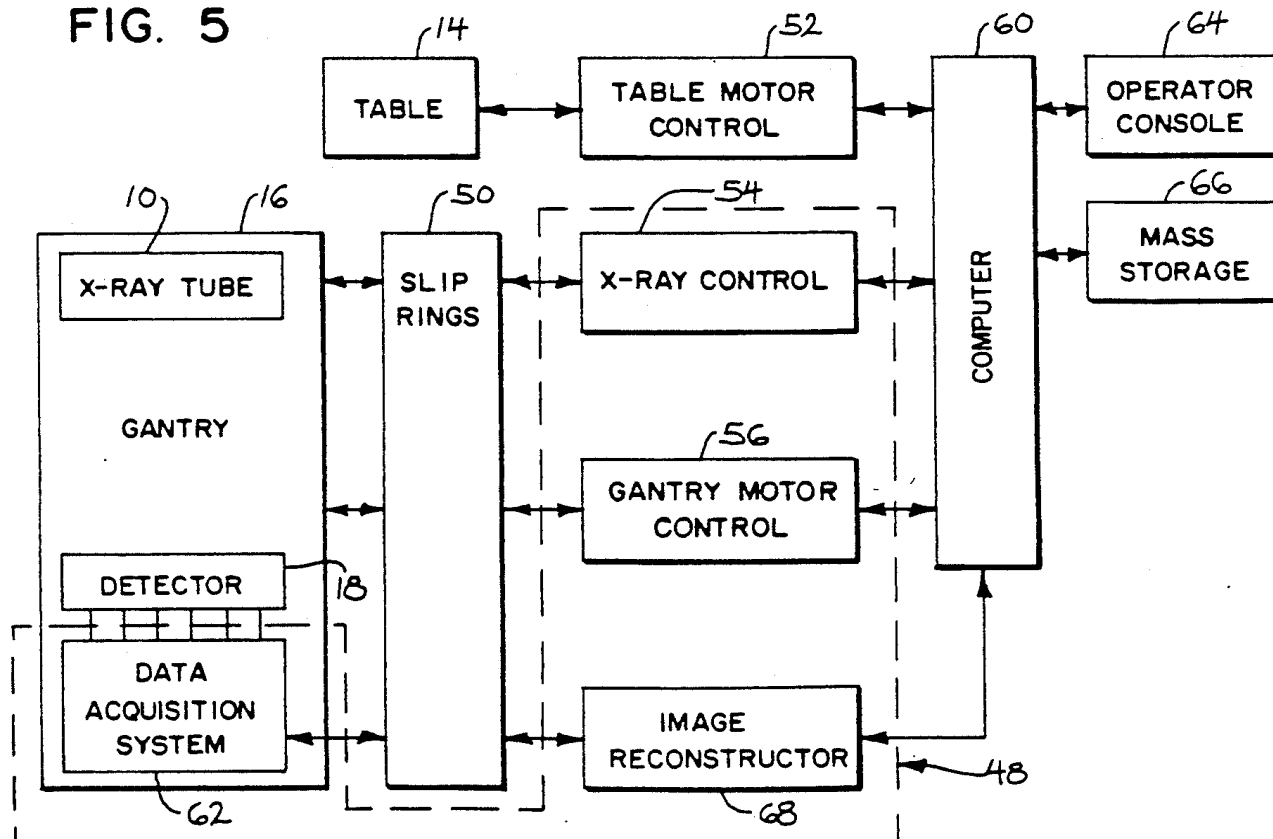 FIG. 5
14
52
60
64
TABLE
TABLE MOTOR
CONTROL
OPERATOR
CONSOLE
10
16
50
54
66
X-RAY TUBE
SLIP
RINGS
X-RAY CONTROL
COMPUTER
MASS
STORAGE
GANTRY
56
GANTRY MOTOR
CONTROL
DETECTOR
18
DATA
ACQUISITION
SYSTEM
IMAGE
RECONSTRUCTOR
48
62
68